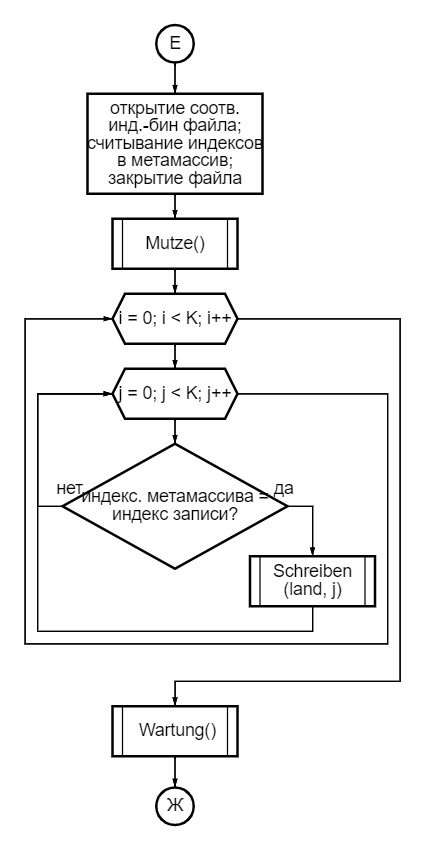 Е
открытие соотв.
инд.-бин файла;
считывание индексов
в метамассив;
закрытие файла
Mutze()
i = 0; i < K; i++
j = 0; j < K; j++
нет
да
индекс. метамассива =
индекс записи?
Schreiben
(land, j)
Wartung()
Ж